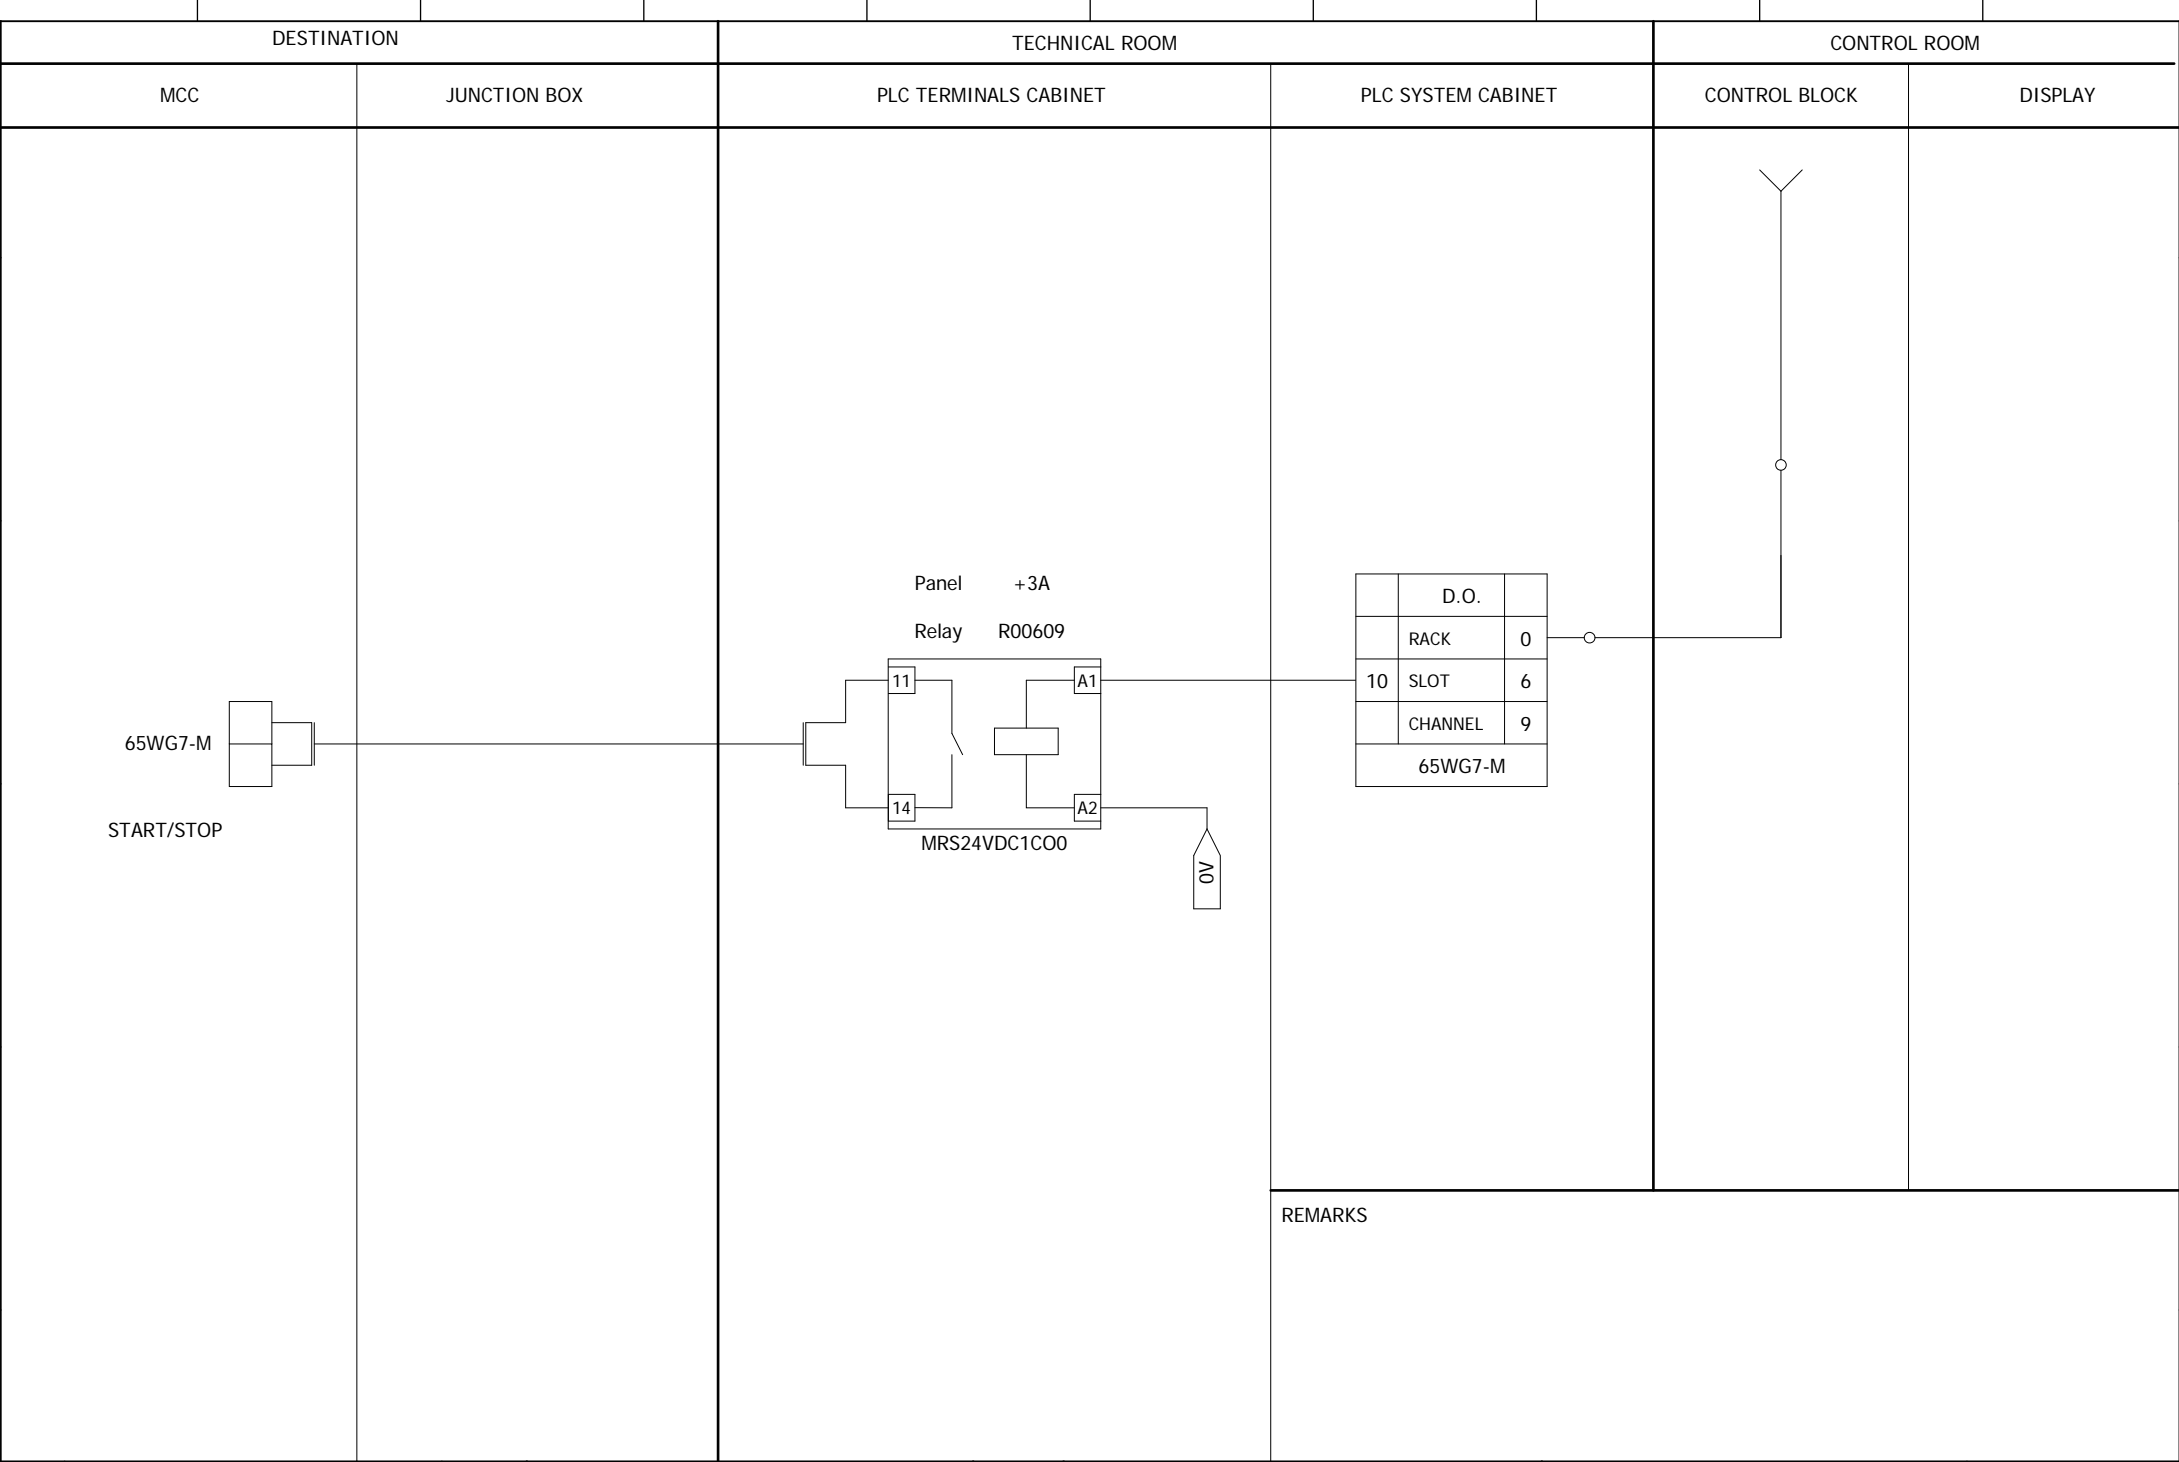 DESTINATION
TECHNICAL ROOM
CONTROL ROOM
MCC
JUNCTION BOX
PLC TERMINALS CABINET
PLC SYSTEM CABINET
CONTROL BLOCK
DISPLAY
Panel +3A
Relay R00609
11
A1
14
A2
MRS24VDC1CO0
0V
65WG7-M
START/STOP
D.O.
RACK 0
10 SLOT 6
CHANNEL 9
65WG7-M
REMARKS